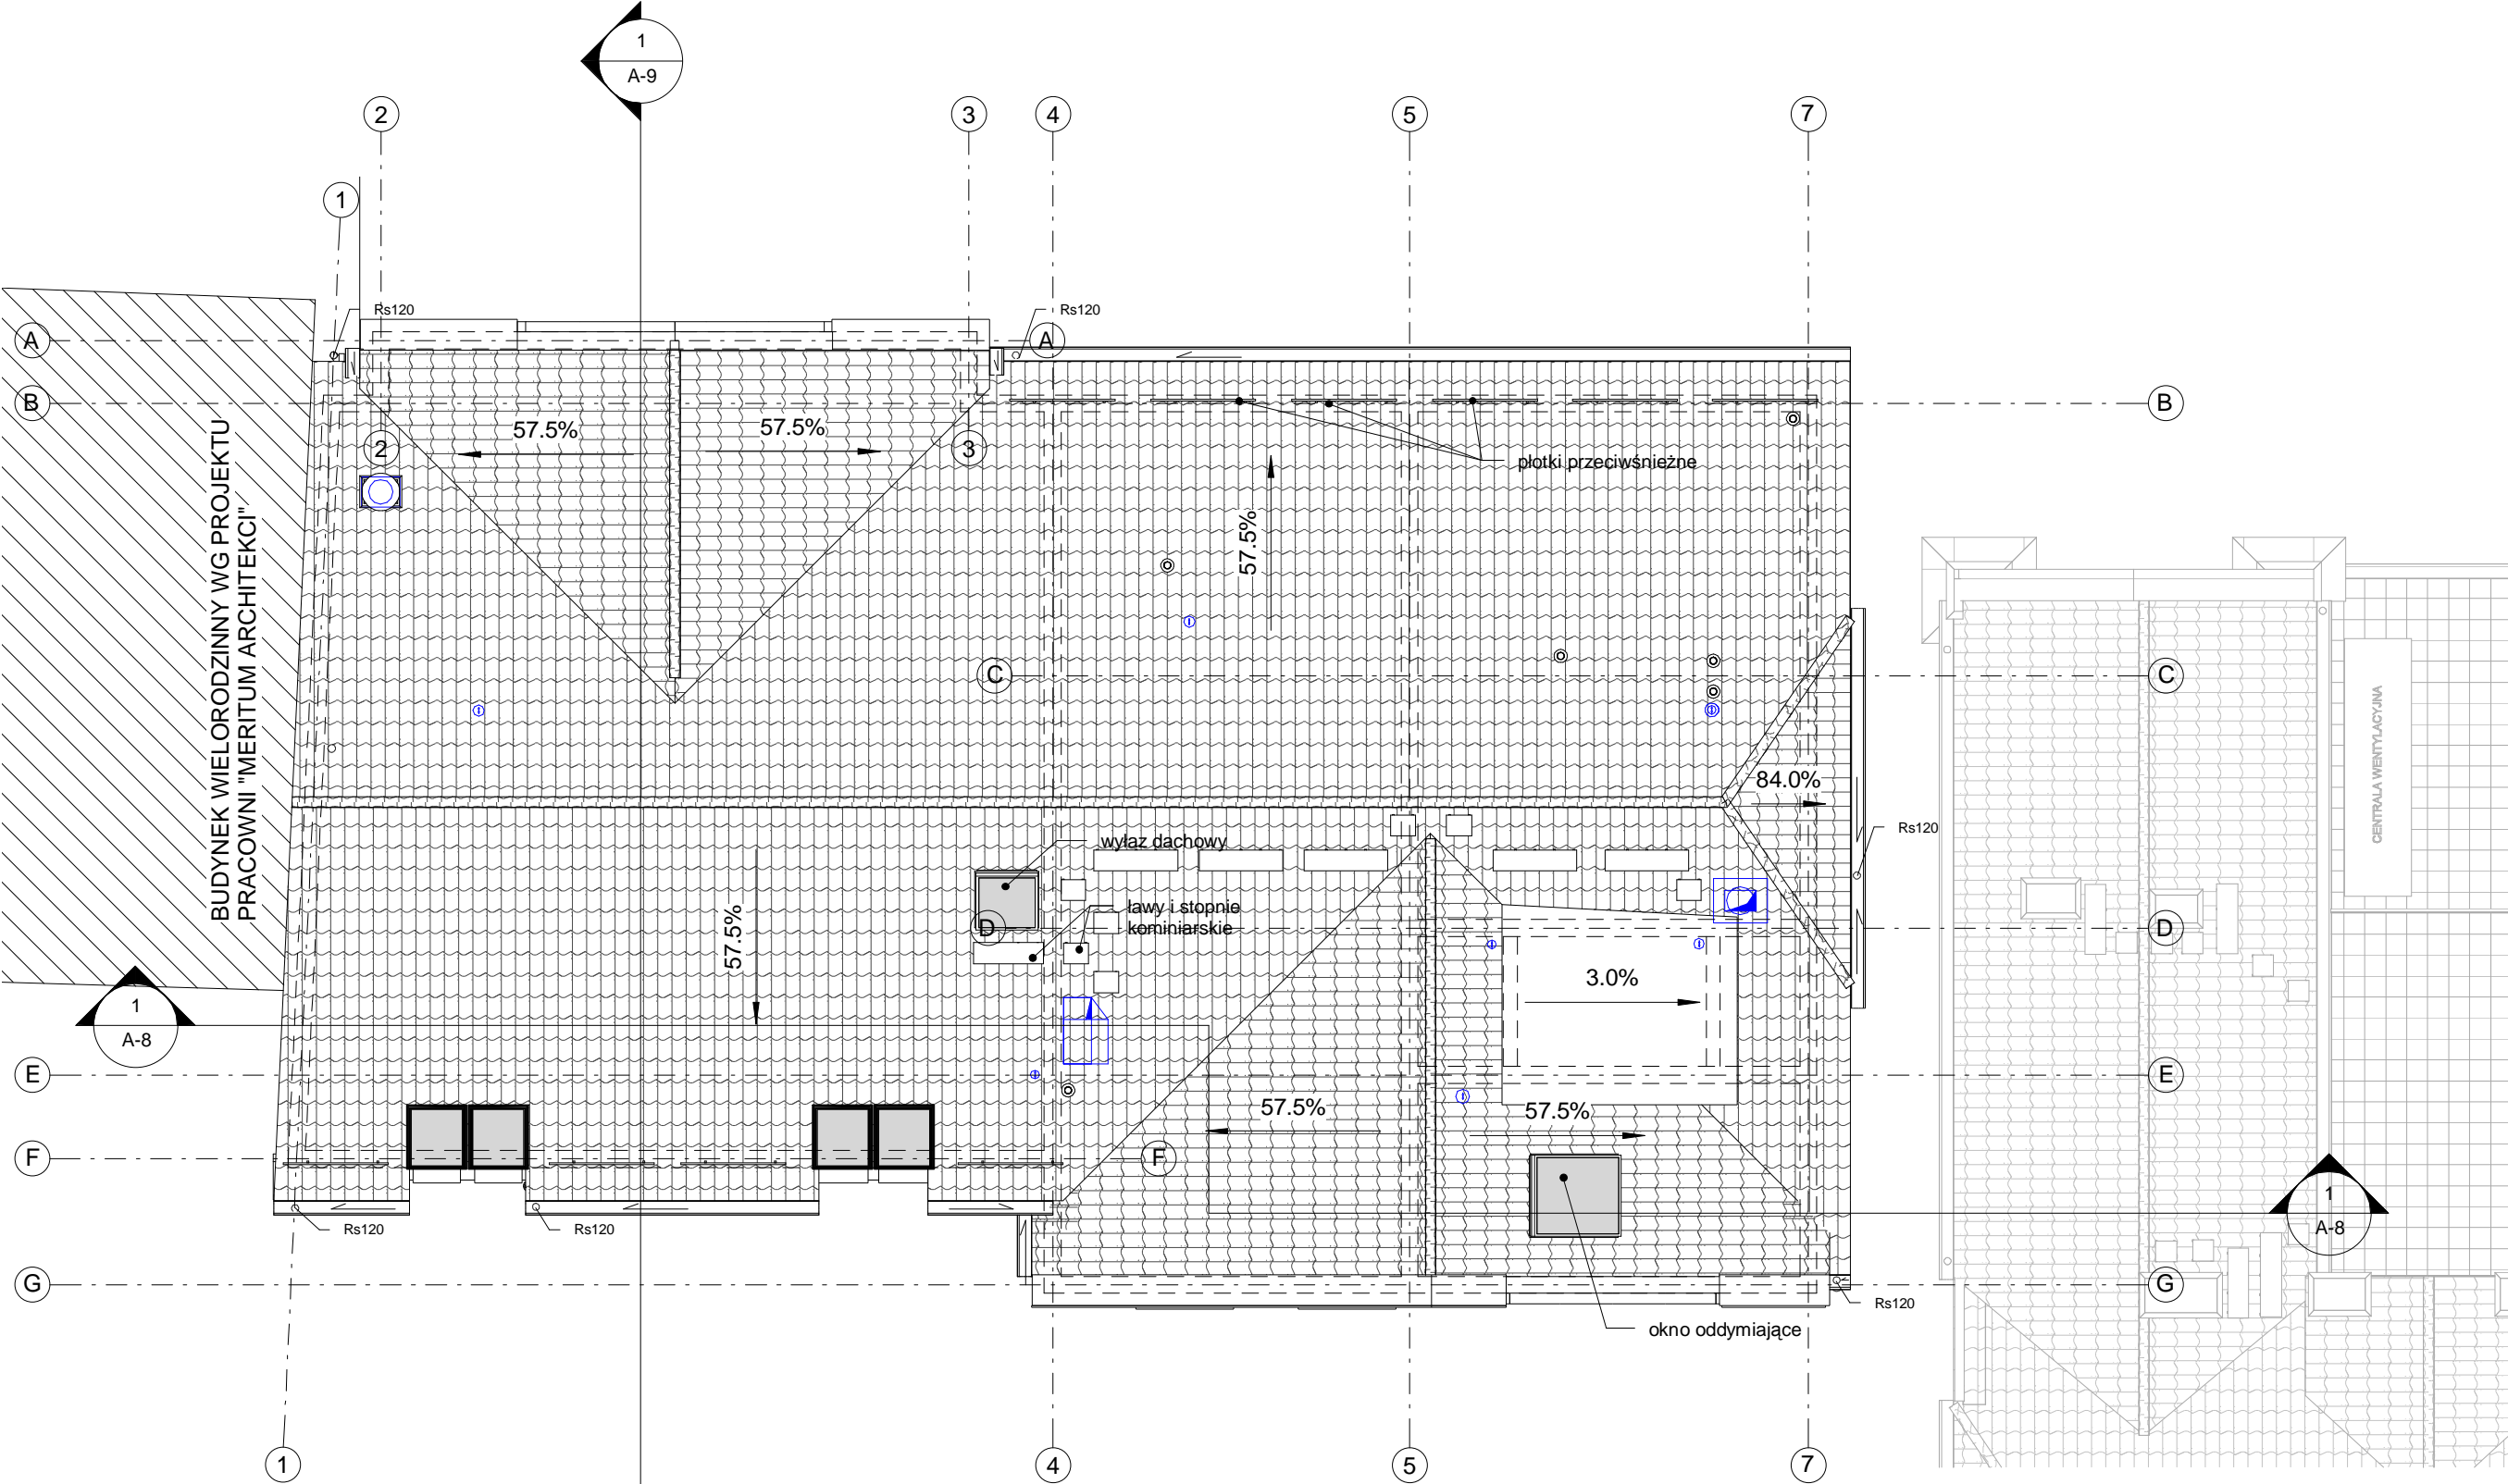 1
A-9
2
3
4
5
7
1
Rs120
Rs120
A
A
B
B
57.5%
57.5%
2
3
płotki przeciwśnieżne
57.5%
BUDYNEK WIELORODZINNY WG PROJEKTU
PRACOWNI "MERITUM ARCHITEKCI"
C
C
CENTRALA WENTYLACYJNA
84.0%
Rs120
wyłaz dachowy
ławy i stopnie
kominiarskie
57.5%
D
D
3.0%
1
A-8
E
E
57.5%
57.5%
F
F
1
A-8
Rs120
Rs120
G
G
Rs120
okno oddymiające
1
4
5
7